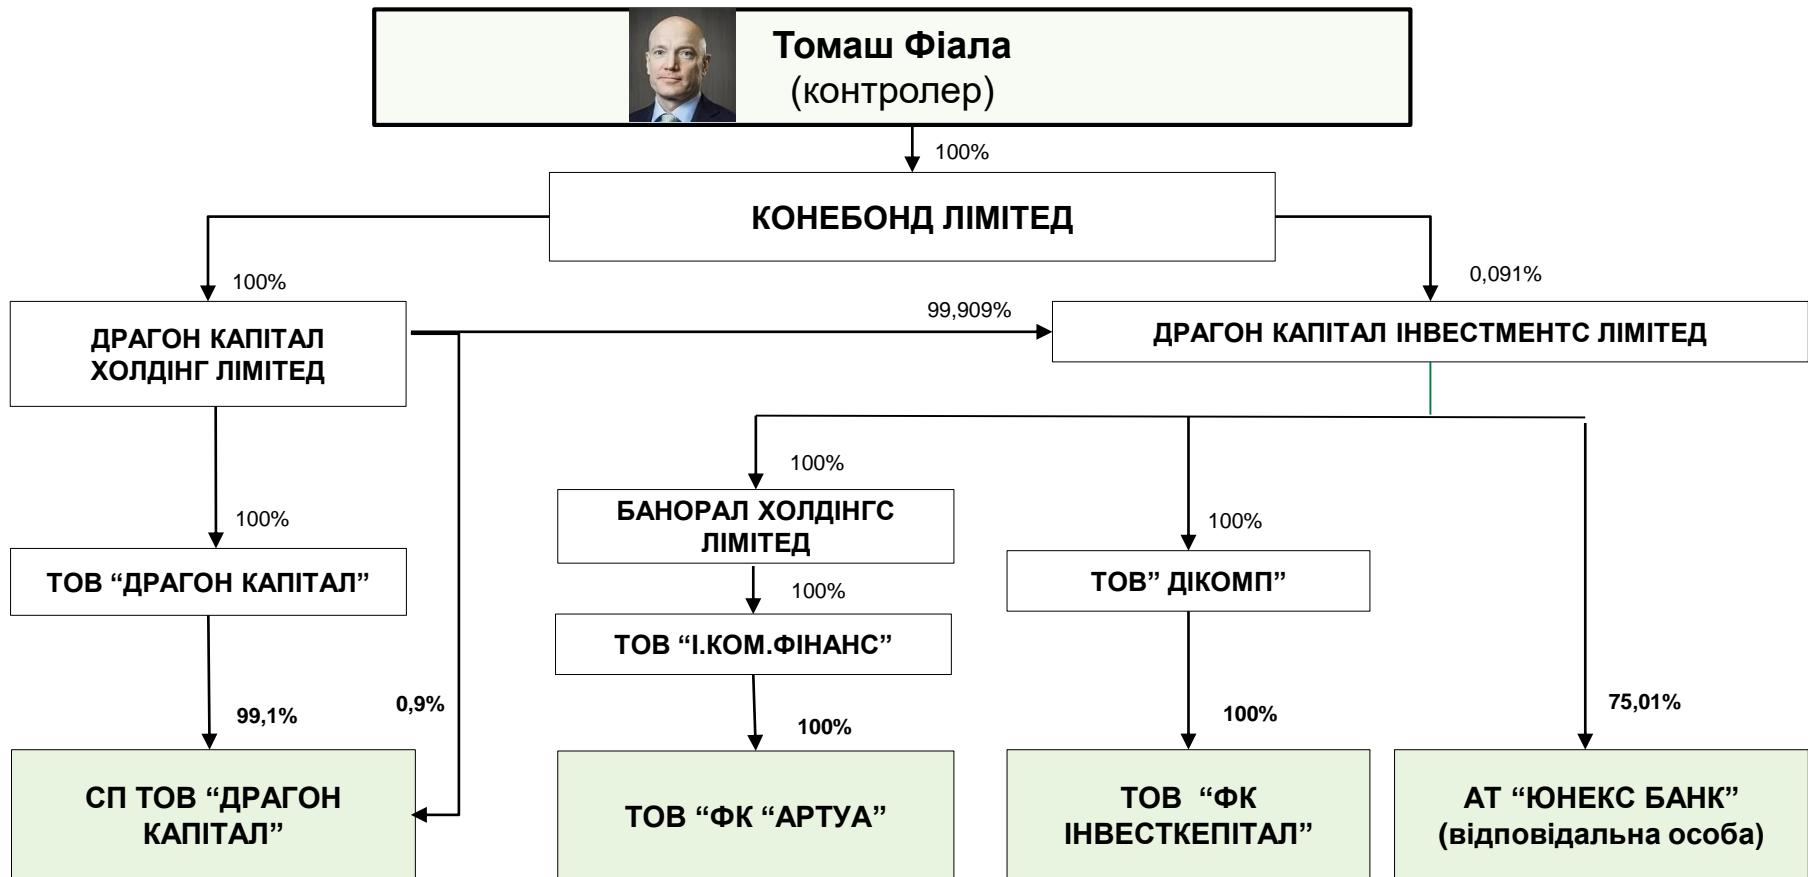 Томаш Фіала
(контролер)
100%
КОНЕБОНД ЛІМІТЕД
100%
0,091%
99,909%
ДРАГОН КАПІТАЛ
ХОЛДІНГ ЛІМІТЕД
ДРАГОН КАПІТАЛ ІНВЕСТМЕНТС ЛІМІТЕД
100%
БАНОРАЛ ХОЛДІНГС
ЛІМІТЕД
100%
100%
ТОВ “ДРАГОН КАПІТАЛ”
100%
ТОВ” ДІКОМП”
ТОВ “І.КОМ.ФІНАНС”
99,1%
0,9%
100%
100%
75,01%
СП ТОВ “ДРАГОН
КАПІТАЛ”
ТОВ “ФК “АРТУА”
ТОВ “ФК
ІНВЕСТКЕПІТАЛ”
АТ “ЮНЕКС БАНК”
(відповідальна особа)